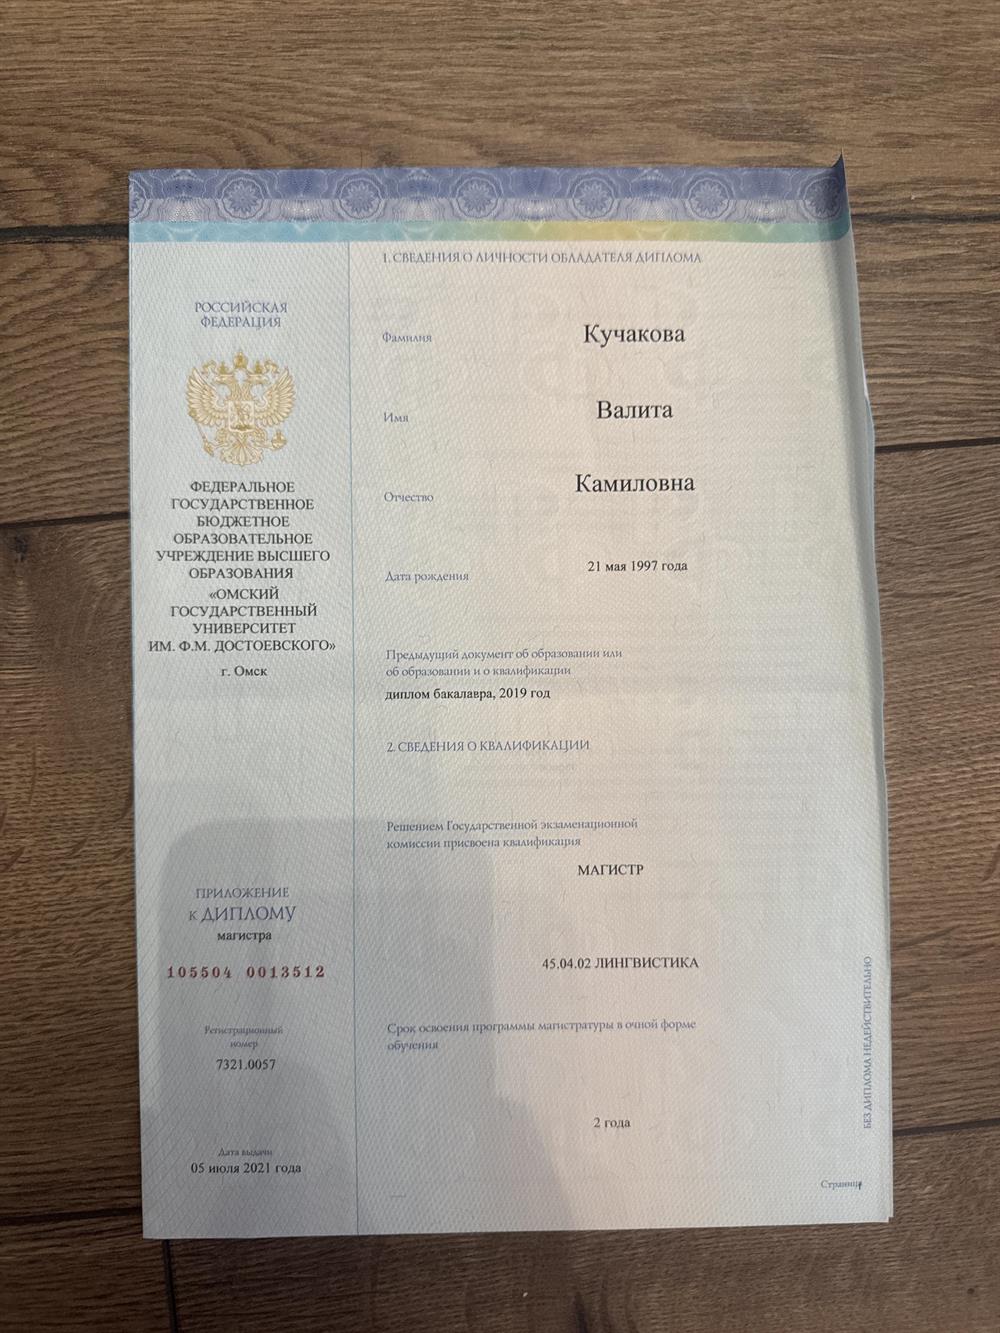 РОССИЙСКАЯ
ФЕДЕРАЦИЯ
ФЕДЕРАЛЬНОЕ
ГОСУДАРСТВЕННОЕ
БЮДЖЕТНОЕ
ОБРАЗОВАТЕЛЬНОЕ
УЧРЕЖДЕНИЕ ВЫСШЕГО
ОБРАЗОВАНИЯ
«ОМСКИЙ
ГОСУДАРСТВЕННЫЙ
УНИВЕРСИТЕТ
ИМ. Ф.М. ДОСТОЕВСКОГО»
г. Омск
ПРИЛОЖЕНИЕ
к ДИПЛОМУ
магистра
105504 0013512
Регистрационный
номер
7321.0057
Дата выдачи
05 июля 2021 года
1. СВЕДЕНИЯ О ЛИЧНОСТИ ОБЛАДАТЕЛЯ ДИПЛОМА
Фамилия
Кучакова
Имя
Валита
Отчество
Камиловна
Дата рождения
21 мая 1997 года
Предыдущий документ об образовании или
об образовании и о квалификации
диплом бакалавра, 2019 год
2. СВЕДЕНИЯ О КВАЛИФИКАЦИИ
Решением Государственной экзаменационной
комиссии присвоена квалификация
МАГИСТР
45.04.02 ЛИНГВИСТИКА
Срок освоения программы магистратуры в очной форме
обучения
2 года
БЕЗ ДИПЛОМА НЕДЕЙСТВИТЕЛЬНО
Страница